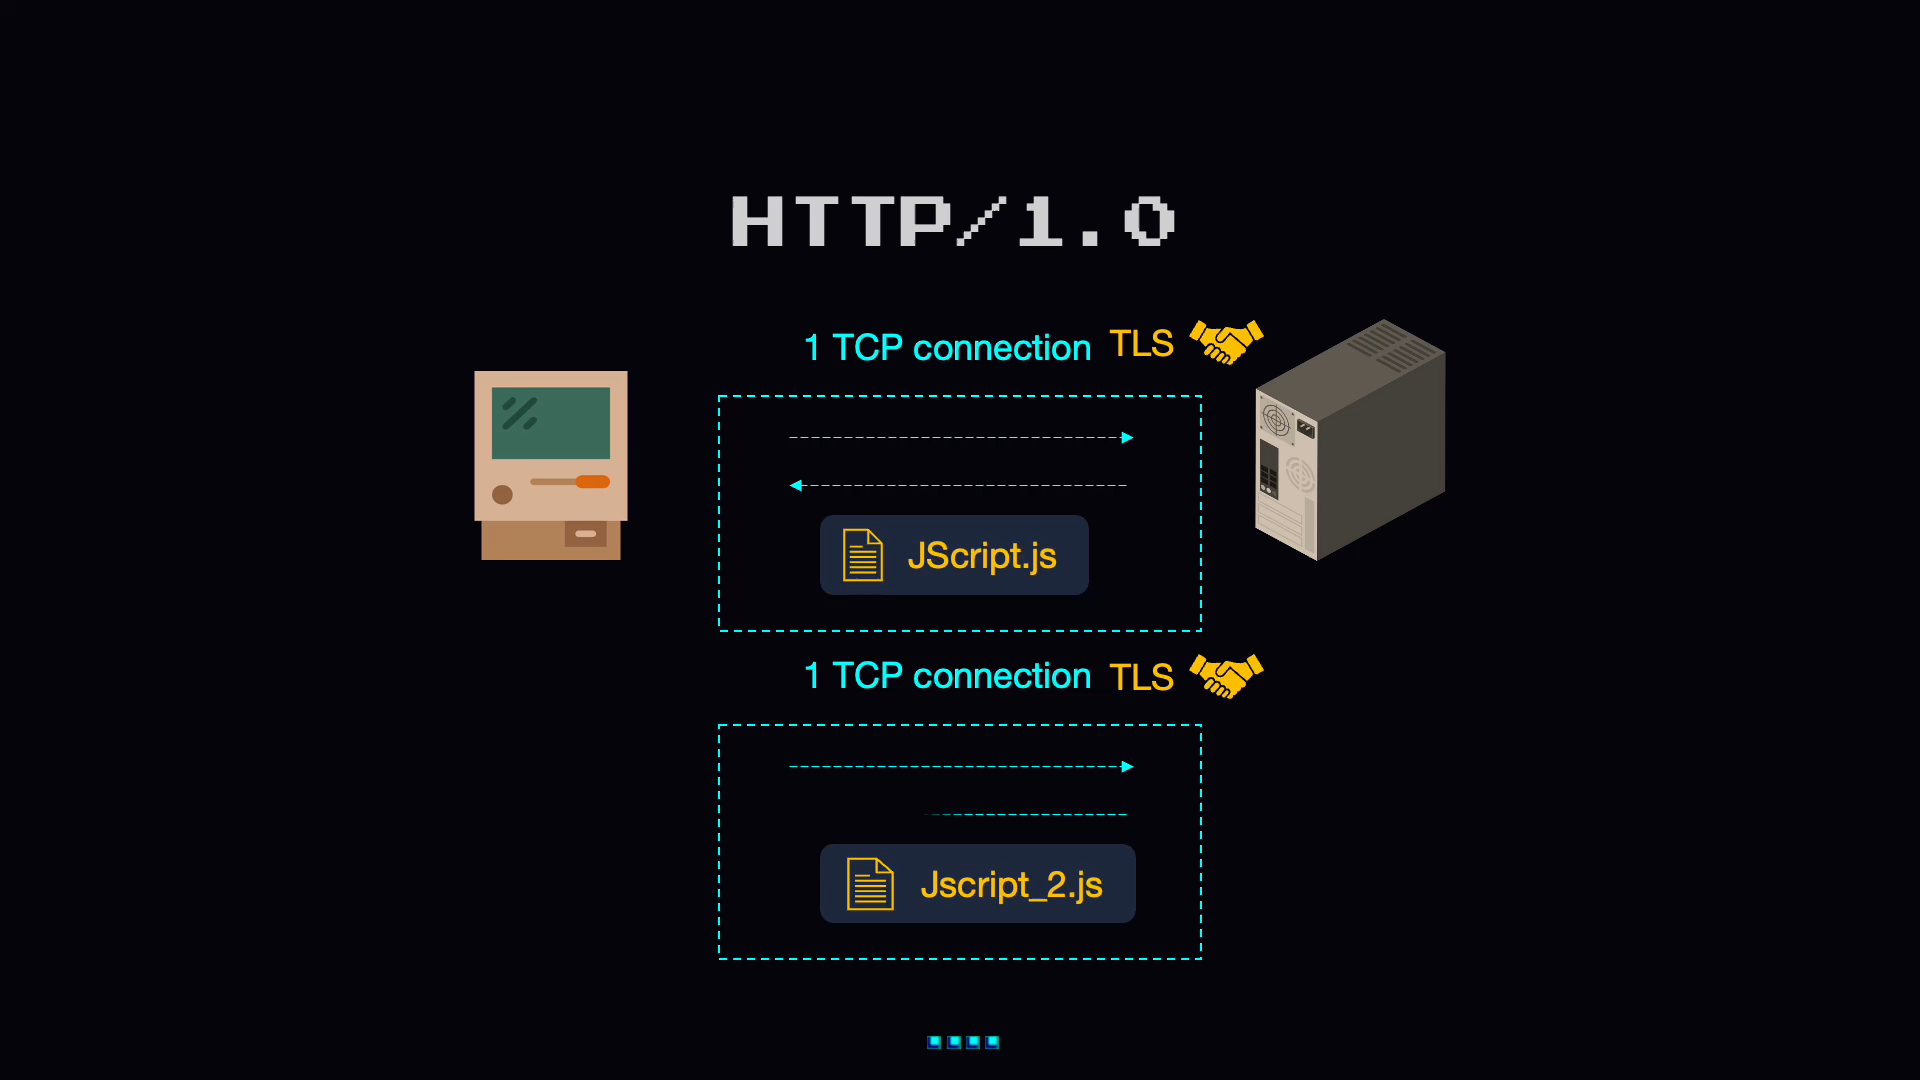 HTTP/1.0
1 TCP connection TLS
JScript.js
1 TCP connection TLS
Jscript_2.js